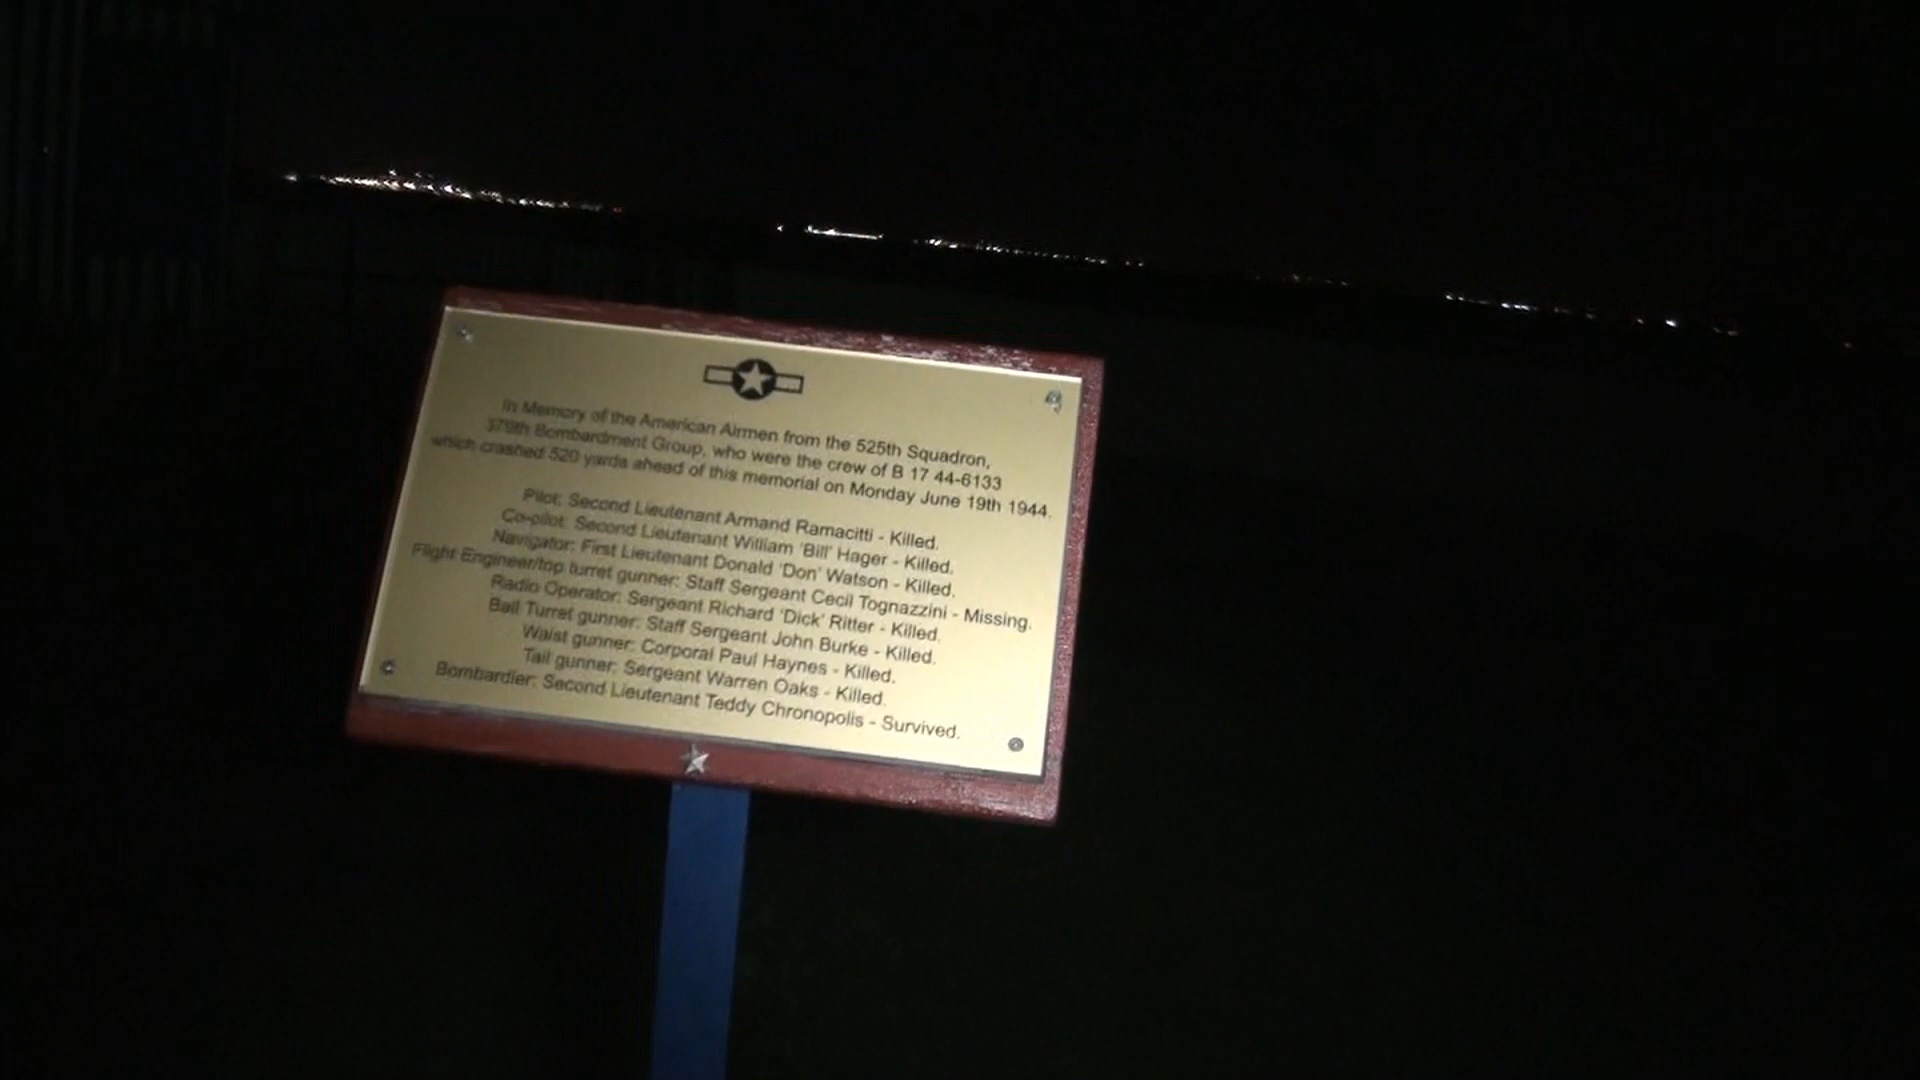 In Memory of the American Airmen from the 525th Squadron,
379th Bombardment Group, who were the crew of B 17 44-6133
which crashed 520 yards ahead of this memorial on Monday June 19th 1944.
Pilot: Second Lieutenant Armand Ramacitti - Killed.
Co-pilot: Second Lieutenant William 'Bill' Hager - Killed.
Navigator: First Lieutenant Donald 'Don' Watson - Killed.
Flight Engineer/top turret gunner: Staff Sergeant Cecil Tognazzini - Missing.
Radio Operator: Sergeant Richard 'Dick' Ritter - Killed.
Ball Turret gunner: Staff Sergeant John Burke - Killed.
Waist gunner: Corporal Paul Haynes - Killed.
Tail gunner: Sergeant Warren Oaks - Killed.
Bombardier: Second Lieutenant Teddy Chronopolis - Survived.